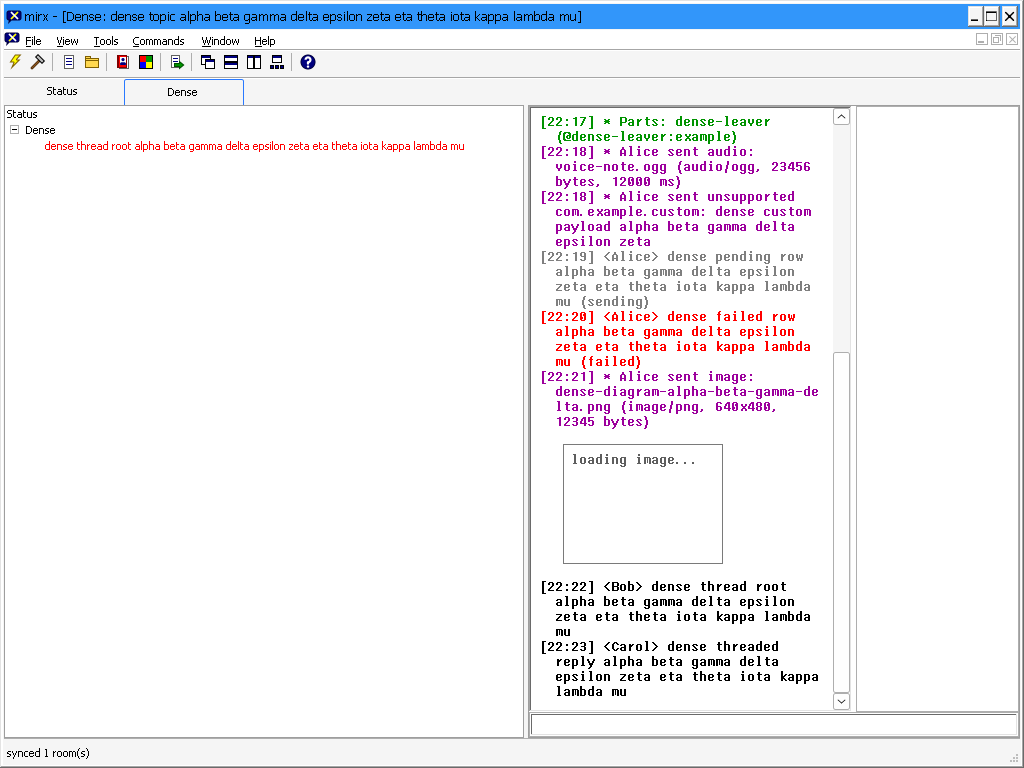 mirx - [Dense: dense topic alpha beta gamma delta epsilon zeta eta theta iota kappa lambda mu]
File View Tools Commands Window Help
Status Dense
Status
Dense
dense thread root alpha beta gamma delta epsilon zeta eta theta iota kappa lambda mu
[22:17] * Parts: dense-leaver
(@dense-leaver:example)
[22:18] * Alice sent audio:
voice-note.ogg (audio/ogg, 23456
bytes, 12000 ms)
[22:18] * Alice sent unsupported
com.example.custom: dense custom
payload alpha beta gamma delta
epsilon zeta
[22:19] <Alice> dense pending row
alpha beta gamma delta epsilon
zeta eta theta iota kappa lambda
mu (sending)
[22:20] <Alice> dense failed row
alpha beta gamma delta epsilon
zeta eta theta iota kappa lambda
mu (failed)
[22:21] * Alice sent image:
dense-diagram-alpha-beta-gamma-de
lta.png (image/png, 640x480,
12345 bytes)
loading image...
[22:22] <Bob> dense thread root
alpha beta gamma delta epsilon
zeta eta theta iota kappa lambda
mu
[22:23] <Carol> dense threaded
reply alpha beta gamma delta
epsilon zeta eta theta iota kappa
lambda mu
synced 1 room(s)